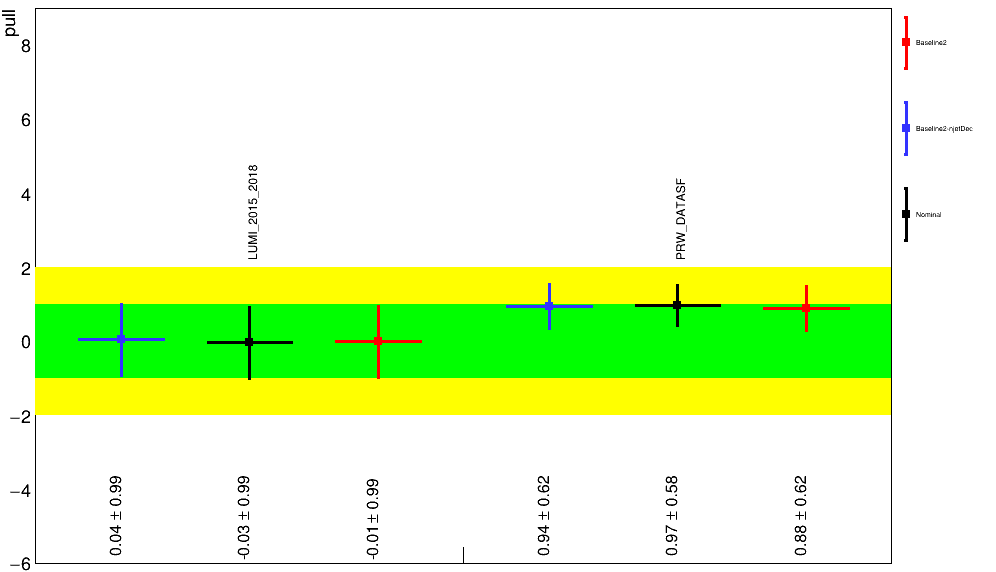 pull
8
6
4
2
0
−2
−4
−6
LUMI_2015_2018
PRW_DATASF
0.04 ± 0.99
-0.03 ± 0.99
-0.01 ± 0.99
0.94 ± 0.62
0.97 ± 0.58
0.88 ± 0.62
Baseline2
Baseline2-njetDec
Nominal